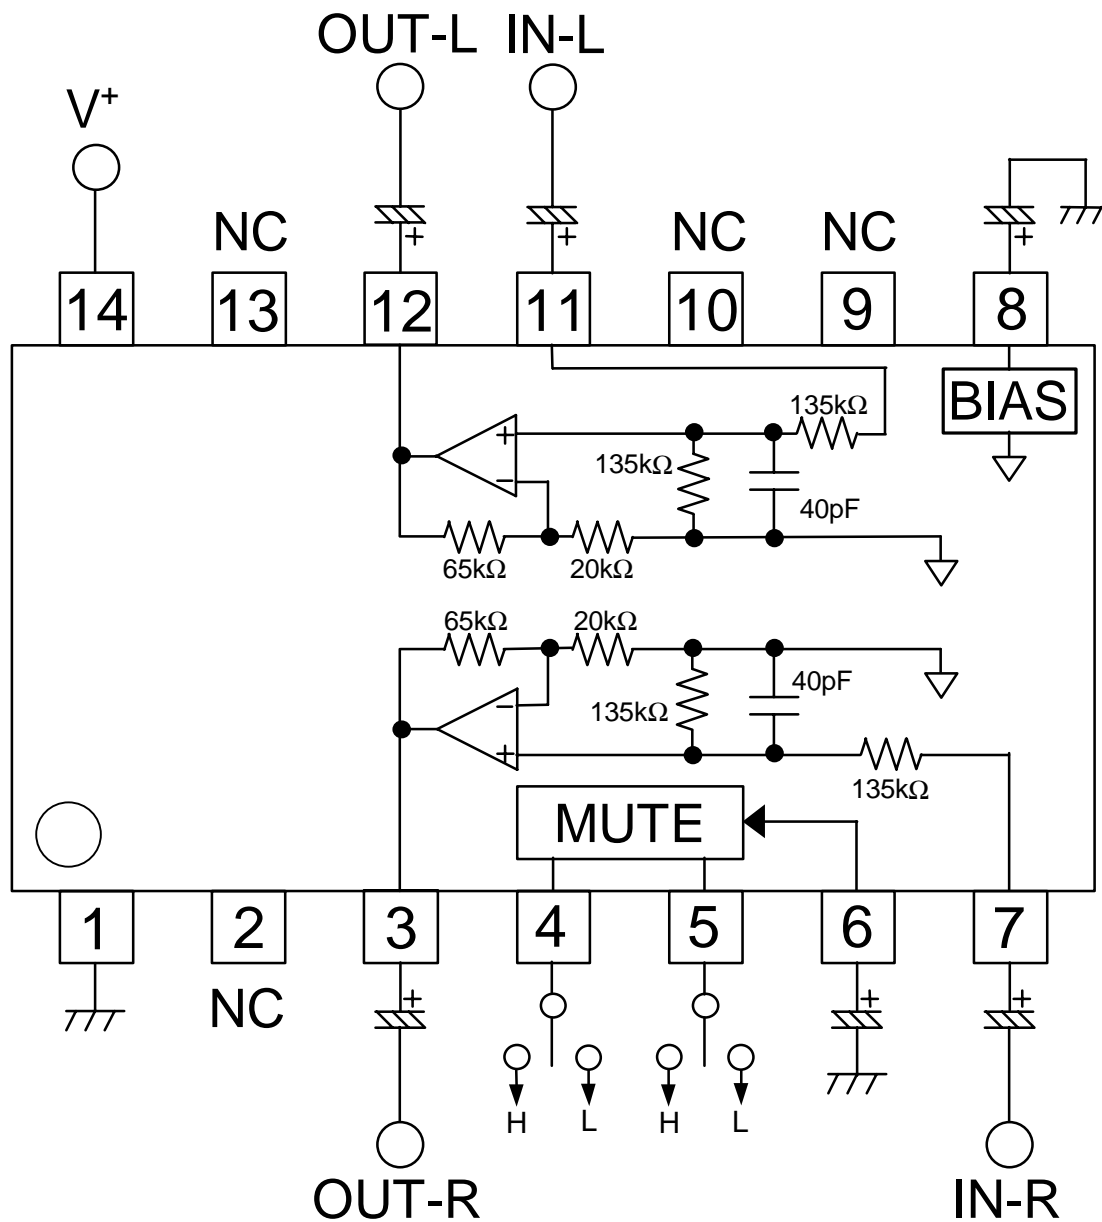 OUT-L IN-L
V+
NC NC NC
+ + +
14 13 12 11 10 9 8
135kΩ BIAS
+
135kΩ
−
40pF
65kΩ 20kΩ
65kΩ 20kΩ
40pF
−
135kΩ
+
135kΩ
MUTE
1 2 3 4 5 6 7
NC
+ + +
H L H L
OUT-R IN-R